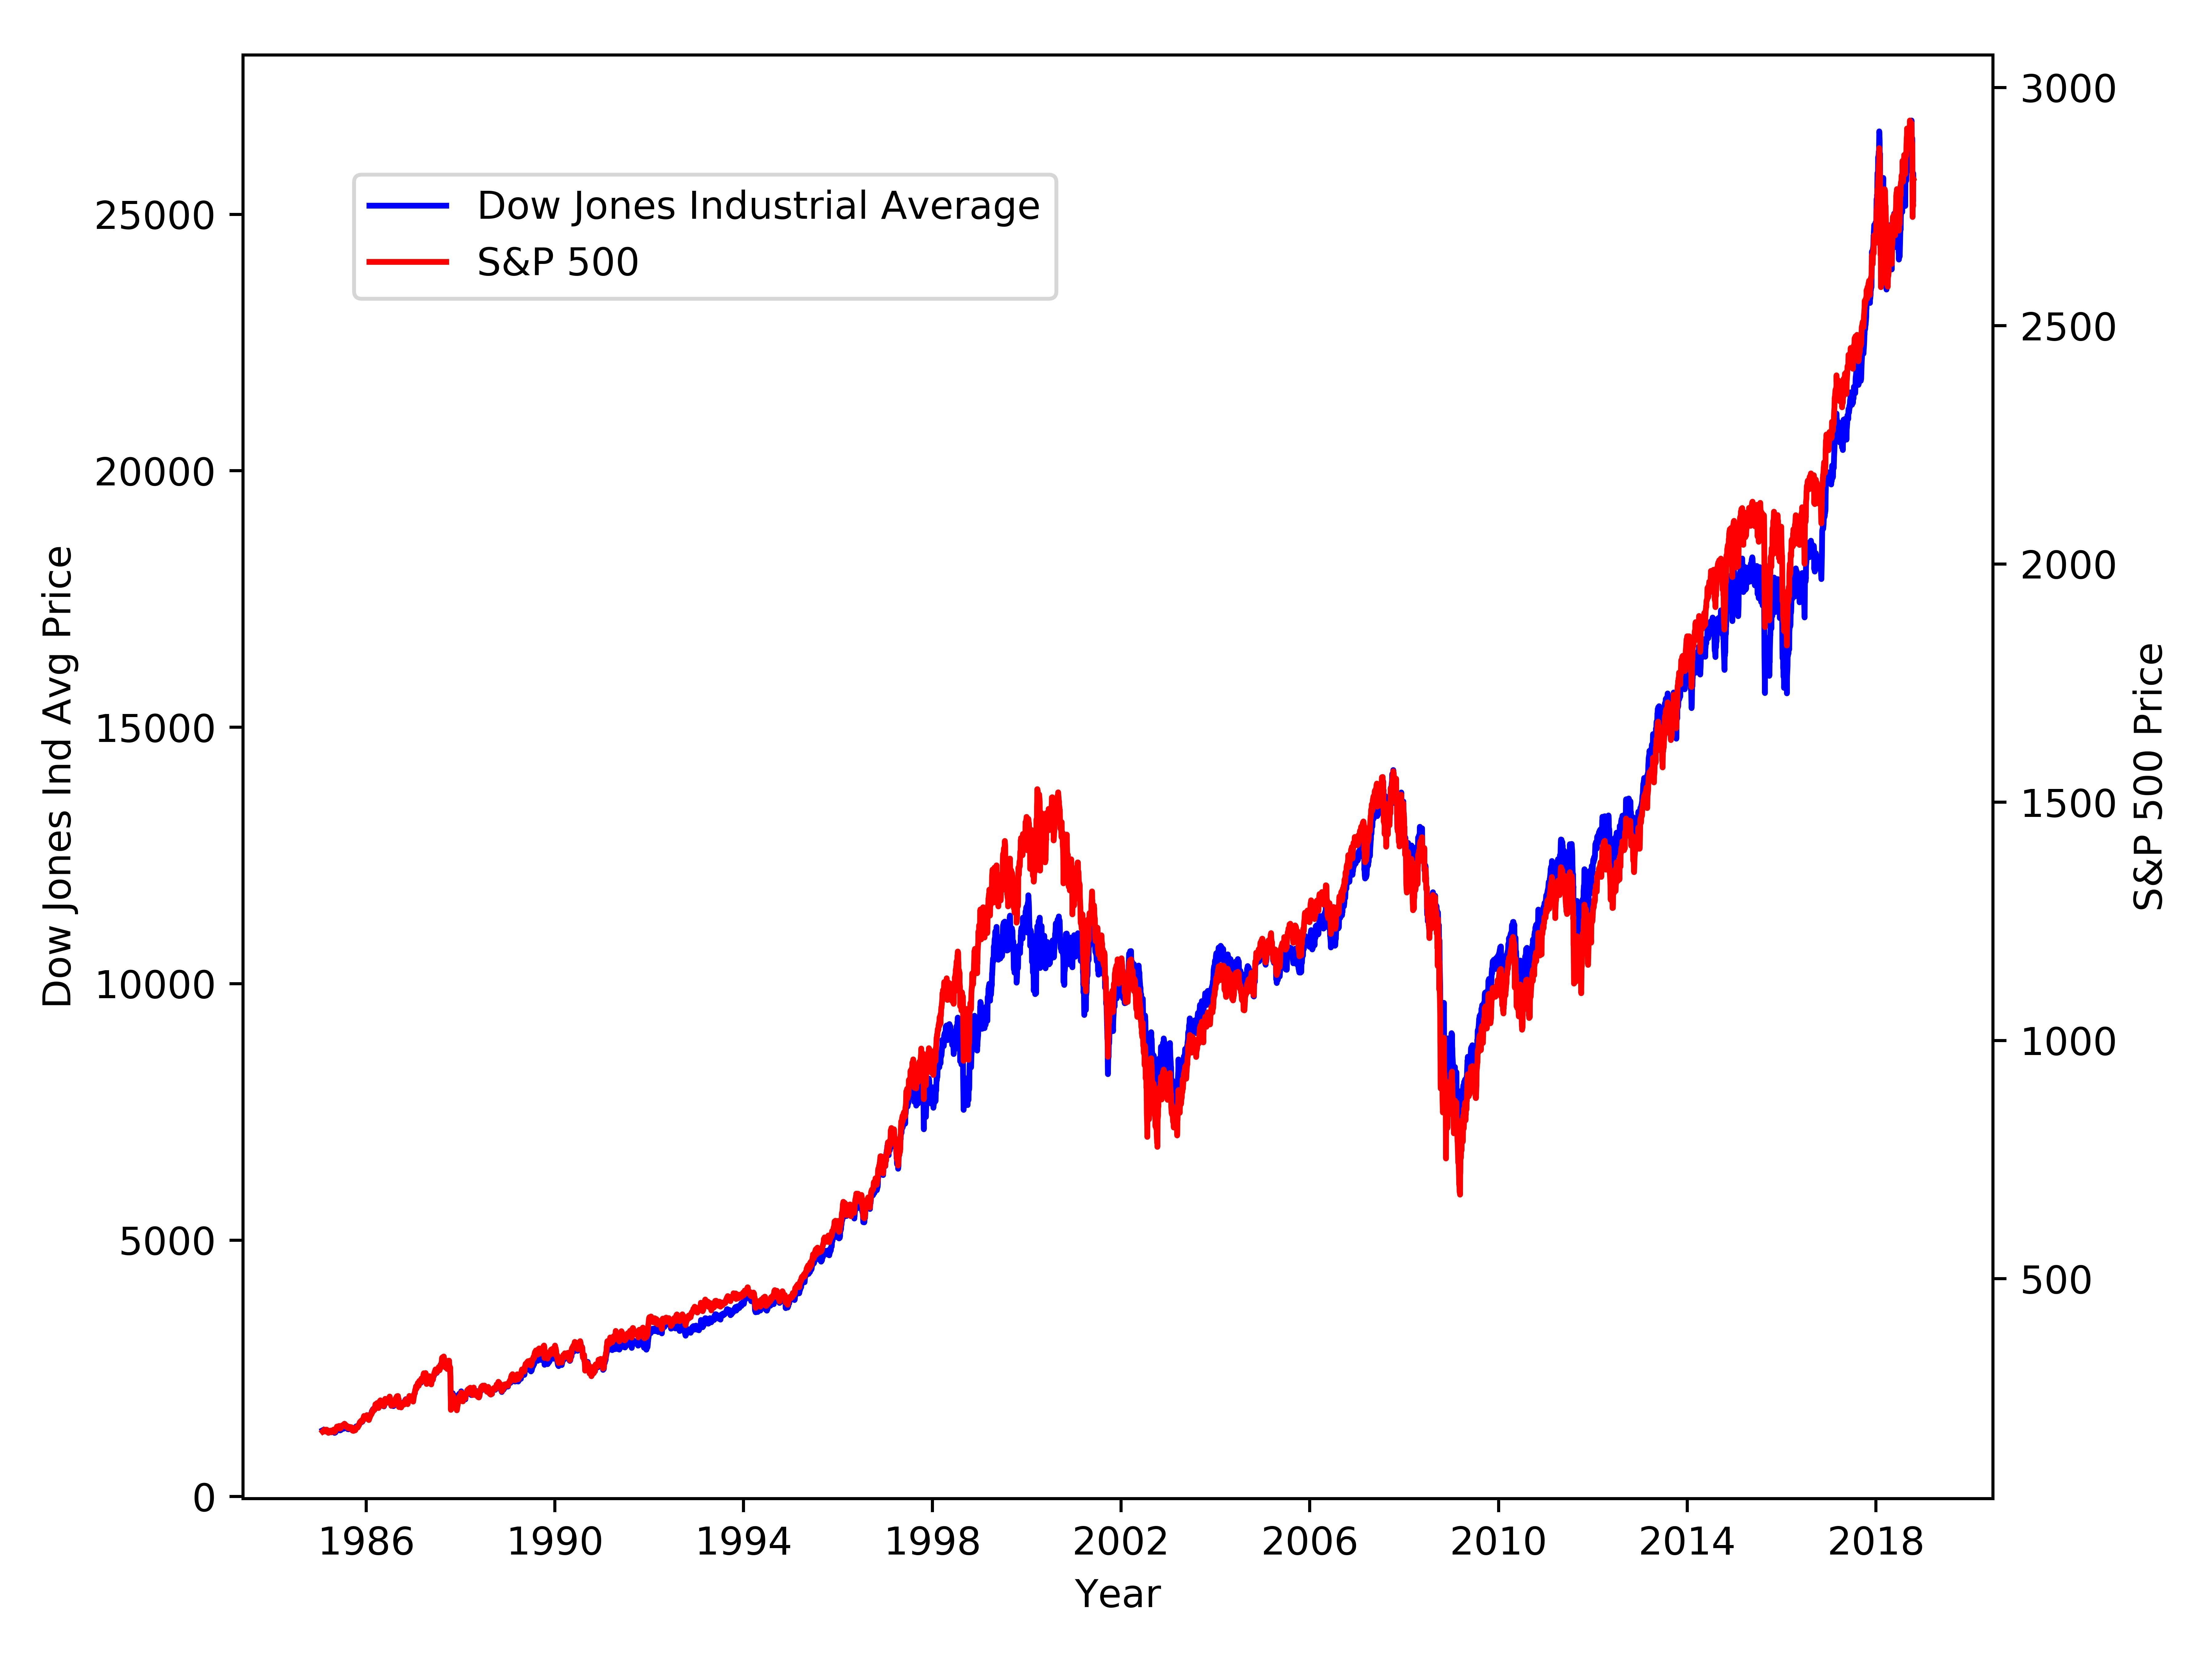 Dow Jones Industrial Average
S&P 500
Dow Jones Ind Avg Price
25000
20000
15000
10000
5000
0
3000
2500
2000
1500
1000
500
S&P 500 Price
1986 1990 1994 1998 2002 2006 2010 2014 2018
Year